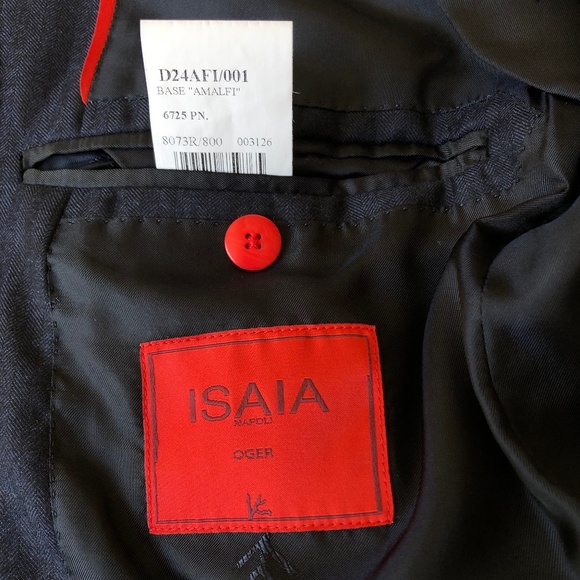 D24AFI/001
BASE "AMALFI"
6725 PN.
8073R/800 003126
ISAIA
NAPOLI
OGER